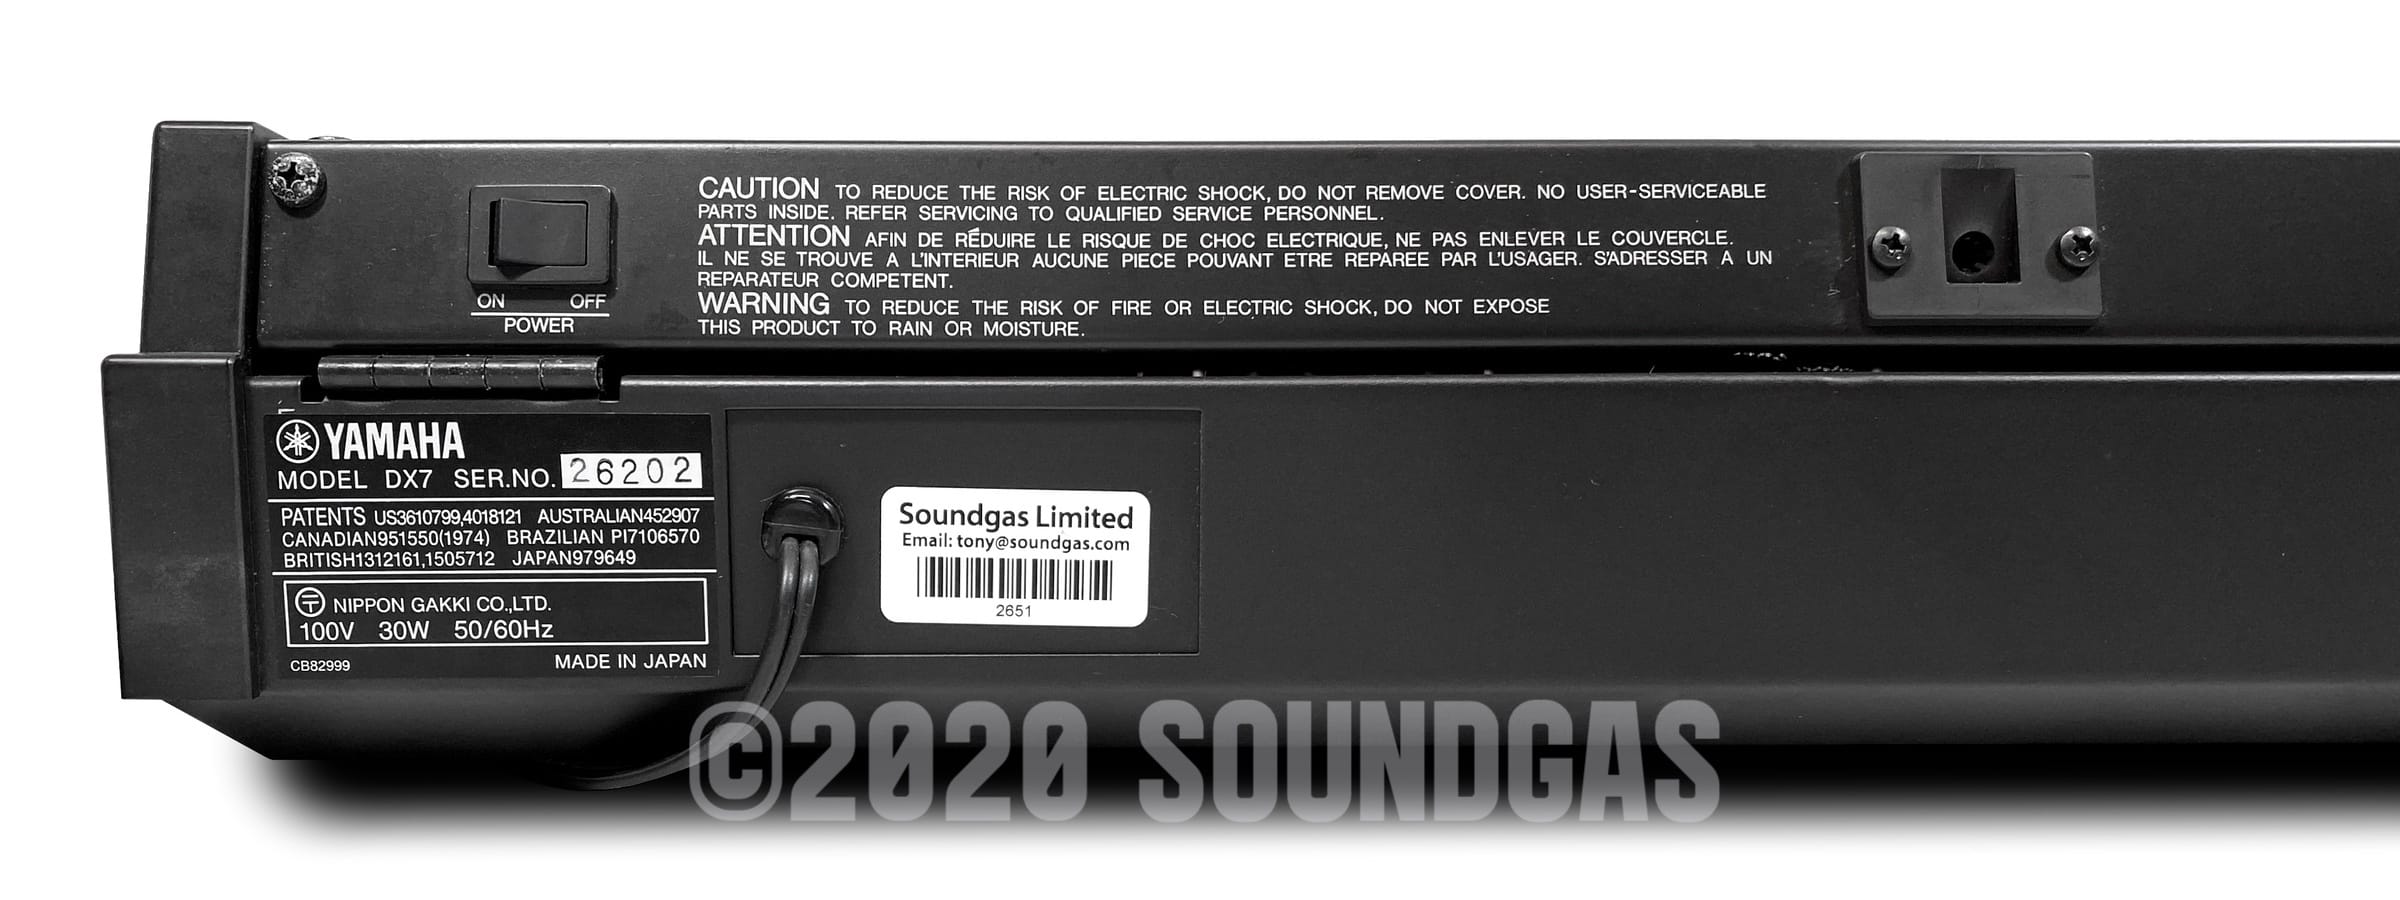 CAUTION TO REDUCE THE RISK OF ELECTRIC SHOCK, DO NOT REMOVE COVER. NO USER-SERVICEABLE
PARTS INSIDE. REFER SERVICING TO QUALIFIED SERVICE PERSONNEL.
ATTENTION AFIN DE RÉDUIRE LE RISQUE DE CHOC ELECTRIQUE, NE PAS ENLEVER LE COUVERCLE.
IL NE SE TROUVE A L'INTERIEUR AUCUNE PIECE POUVANT ETRE REPAREE PAR L'USAGER. S'ADRESSER A UN
REPARATEUR COMPETENT.
WARNING TO REDUCE THE RISK OF FIRE OR ELECTRIC SHOCK, DO NOT EXPOSE
THIS PRODUCT TO RAIN OR MOISTURE.
ON OFF
POWER
YAMAHA
MODEL DX7 SER.NO. 26202
PATENTS US3610799,4018121 AUSTRALIAN452907
CANADIAN951550(1974) BRAZILIAN PI7106570
BRITISH1312161,1505712 JAPAN979649
NIPPON GAKKI CO.,LTD.
100V 30W 50/60Hz
CB82999 MADE IN JAPAN
Soundgas Limited
Email: tony@soundgas.com
2651
©2020 SOUNDGAS